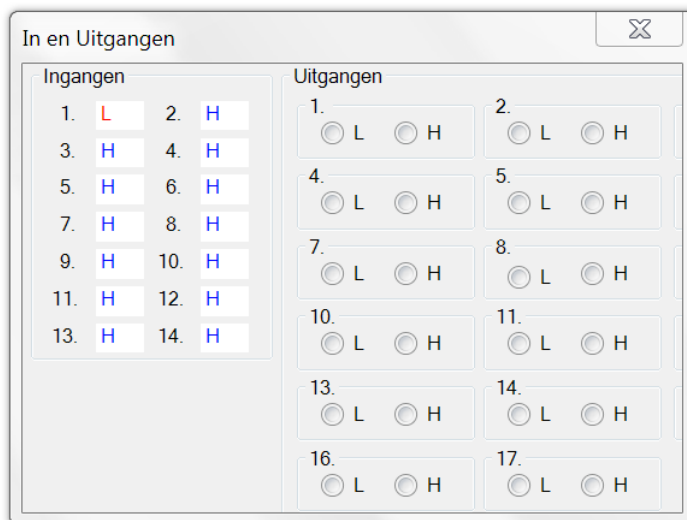 In en Uitgangen
Ingangen
1. L 2. H
3. H 4. H
5. H 6. H
7. H 8. H
9. H 10. H
11. H 12. H
13. H 14. H
Uitgangen
1. 2.
L H L H
4. 5.
L H L H
7. 8.
L H L H
10. 11.
L H L H
13. 14.
L H L H
16. 17.
L H L H